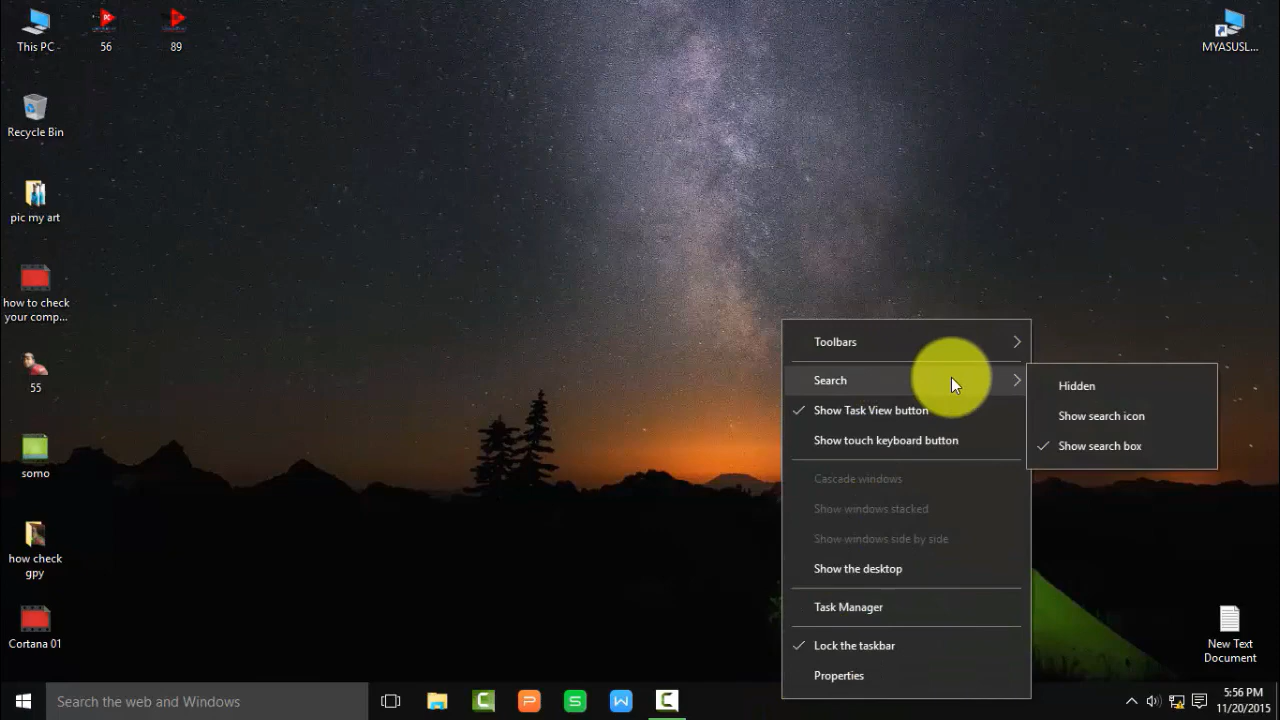 This PC
56
89
MYASUSL...
Recycle Bin
pic my art
how to check
your comp...
55
somo
how check
gpy
Cortana 01
New Text
Document
Toolbars
Search
Show Task View button
Show touch keyboard button
Cascade windows
Show windows stacked
Show windows side by side
Show the desktop
Task Manager
Lock the taskbar
Properties
Hidden
Show search icon
Show search box
Search the web and Windows
P
S
W
5:56 PM
11/20/2015